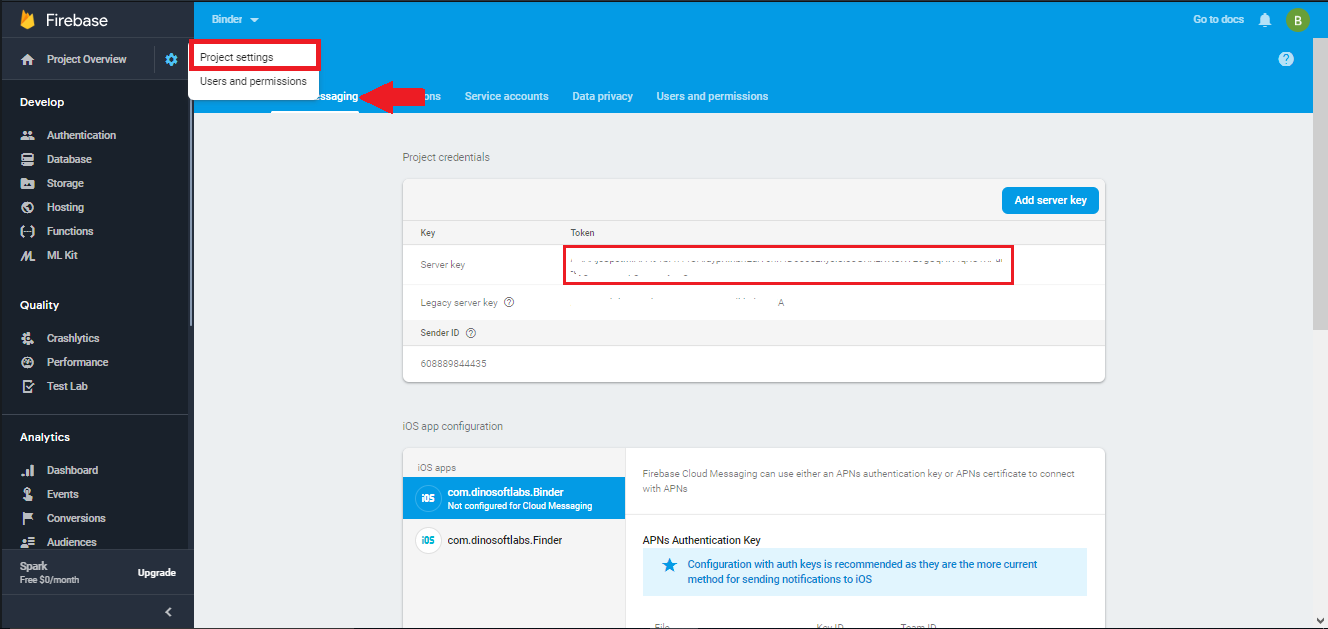 Firebase
Binder
Go to docs
B
Project Overview
Project settings
Users and permissions
?
ssaging
ons
Service accounts
Data privacy
Users and permissions
Develop
Authentication
Database
Storage
Hosting
Functions
ML Kit
Quality
Crashlytics
Performance
Test Lab
Analytics
Dashboard
Events
Conversions
Audiences
Spark
Free $0/month
Upgrade
Project credentials
Add server key
Key
Token
Server key
Legacy server key ?
A
Sender ID ?
608889844435
iOS app configuration
iOS apps
iOS
com.dinosoftlabs.Binder
Not configured for Cloud Messaging
iOS
com.dinosoftlabs.Finder
Firebase Cloud Messaging can use either an APNs authentication key or APNs certificate to connect
with APNs
APNs Authentication Key
Configuration with auth keys is recommended as they are the more current
method for sending notifications to iOS
File
Key ID
Team ID